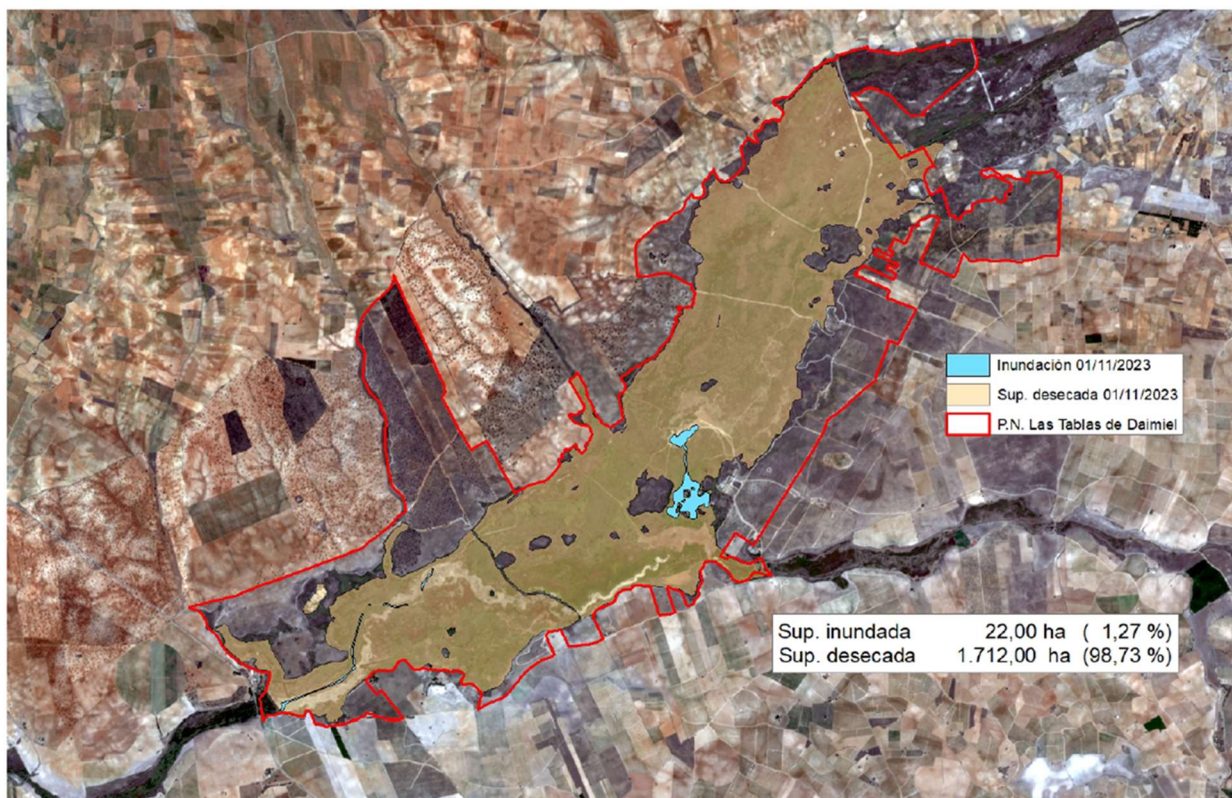 Inundación 01/11/2023
Sup. desecada 01/11/2023
P.N. Las Tablas de Daimiel
Sup. inundada 22,00 ha ( 1,27 %)
Sup. desecada 1.712,00 ha (98,73 %)